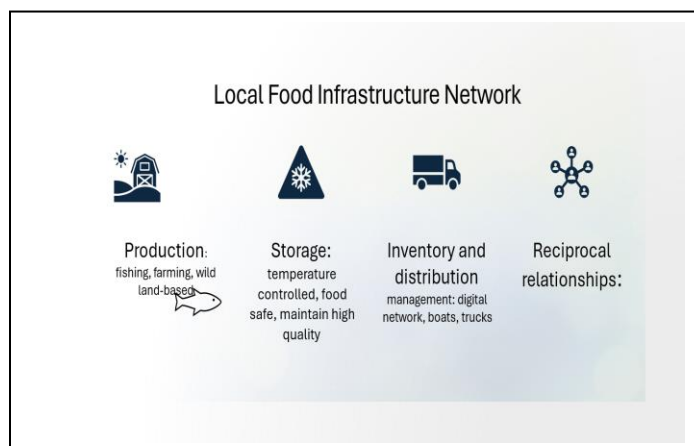 Local Food Infrastructure Network
Production:
fishing, farming, wild
land-based
Storage:
temperature
controlled, food
safe, maintain high
quality
Inventory and
distribution
management: digital
network, boats, trucks
Reciprocal
relationships: